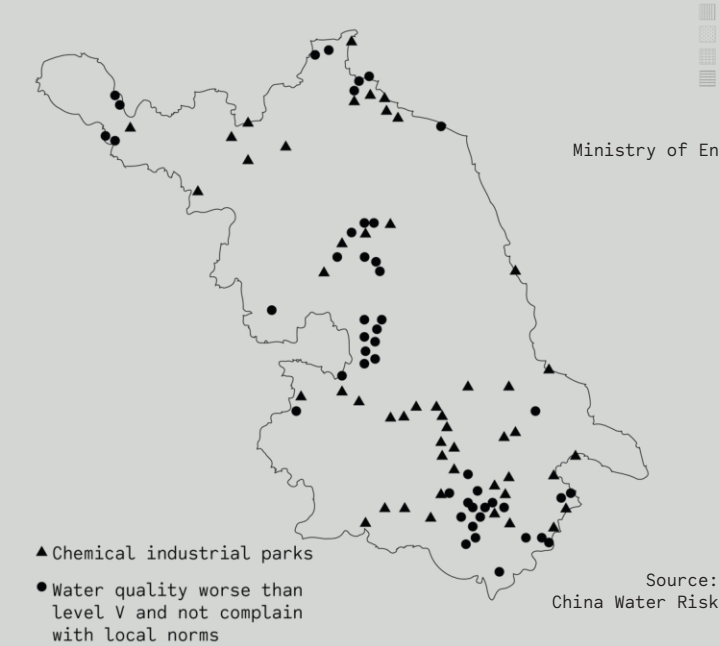 Ministry of En
Chemical industrial parks
Water quality worse than
level V and not complain
with local norms
Source:
China Water Risk